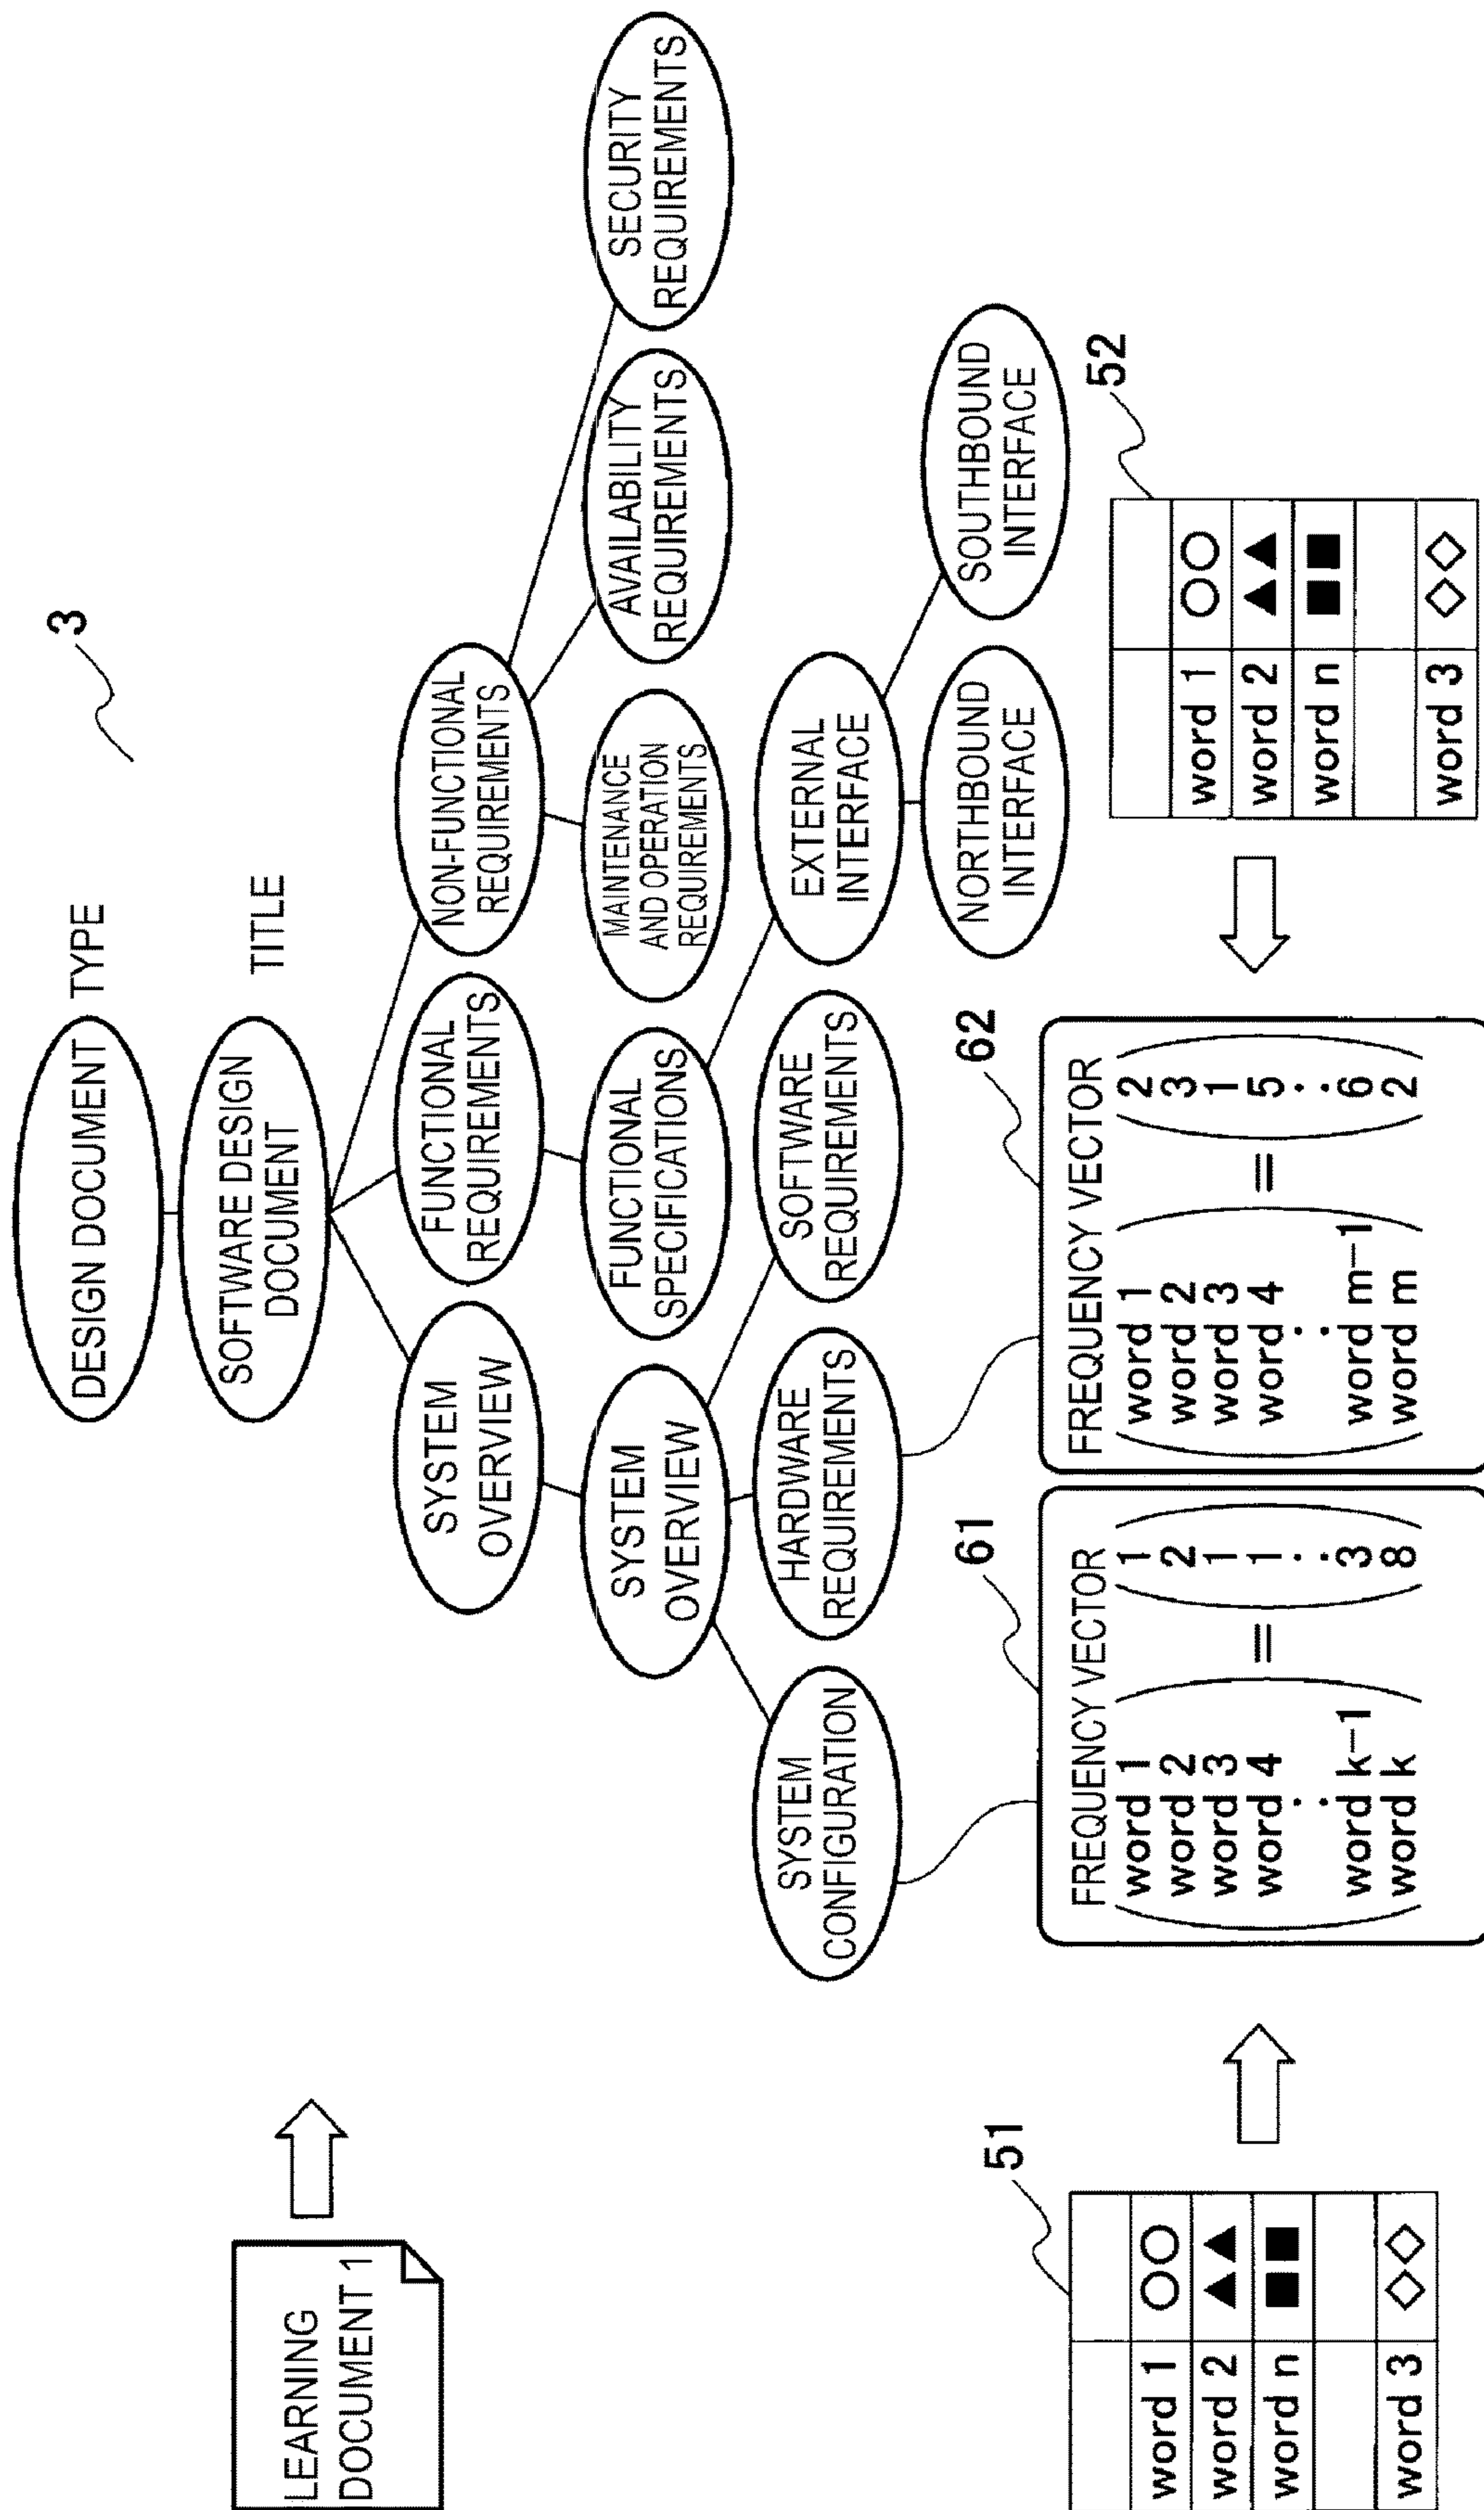 3
DESIGN DOCUMENT
TYPE
SOFTWARE DESIGN
DOCUMENT
TITLE
LEARNING
DOCUMENT 1
SYSTEM
OVERVIEW
FUNCTIONAL
REQUIREMENTS
NON-FUNCTIONAL
REQUIREMENTS
SYSTEM
OVERVIEW
FUNCTIONAL
SPECIFICATIONS
MAINTENANCE
AND OPERATION
REQUIREMENTS
AVAILABILITY
REQUIREMENTS
SECURITY
REQUIREMENTS
SYSTEM
CONFIGURATION
HARDWARE
REQUIREMENTS
SOFTWARE
REQUIREMENTS
EXTERNAL
INTERFACE
NORTHBOUND
INTERFACE
SOUTHBOUND
INTERFACE
51
word 1 ○○
word 2 ▲▲
word n ■■
word 3 ◇◇
61
FREQUENCY VECTOR
word 1 1
word 2 2
word 3 1
word 4 = 1
: :
word k-1 3
word k 8
62
FREQUENCY VECTOR
word 1 2
word 2 3
word 3 1
word 4 = 5
: :
word m-1 6
word m 2
52
word 1 ○○
word 2 ▲▲
word n ■■
word 3 ◇◇